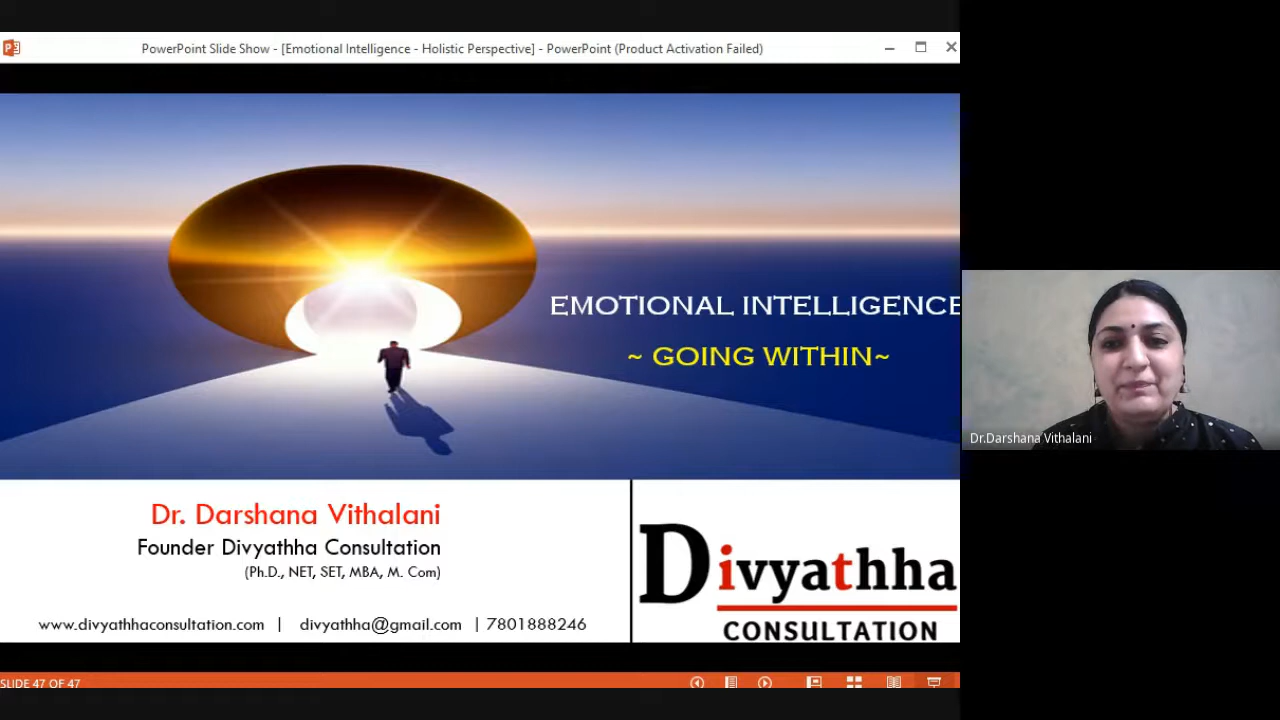 PowerPoint Slide Show - [Emotional Intelligence - Holistic Perspective] - PowerPoint (Product Activation Failed)
EMOTIONAL INTELLIGENCE
~ GOING WITHIN~
Dr.Darshana Vithalani
Dr. Darshana Vithalani
Founder Divyathha Consultation
(Ph.D., NET, SET, MBA, M. Com)
www.divyathhaconsultation.com | divyathha@gmail.com | 7801888246
Divyathha
CONSULTATION
SLIDE 47 OF 47